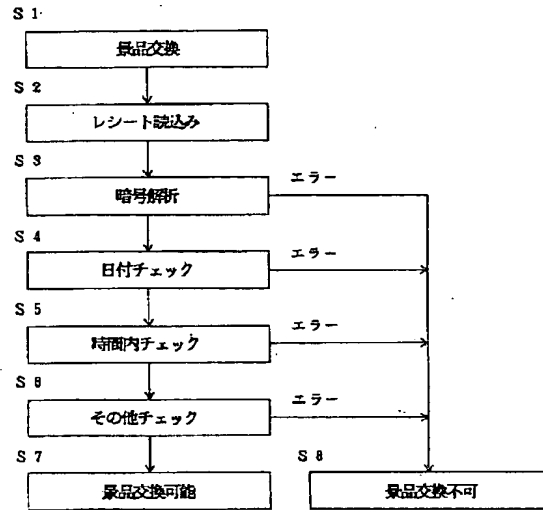 S 1
景品交換
S 2
レシート読込み
S 3
暗号解析
エラー
S 4
日付チェック
エラー
S 5
時間内チェック
エラー
S 6
その他チェック
エラー
S 7
景品交換可能
S 8
景品交換不可